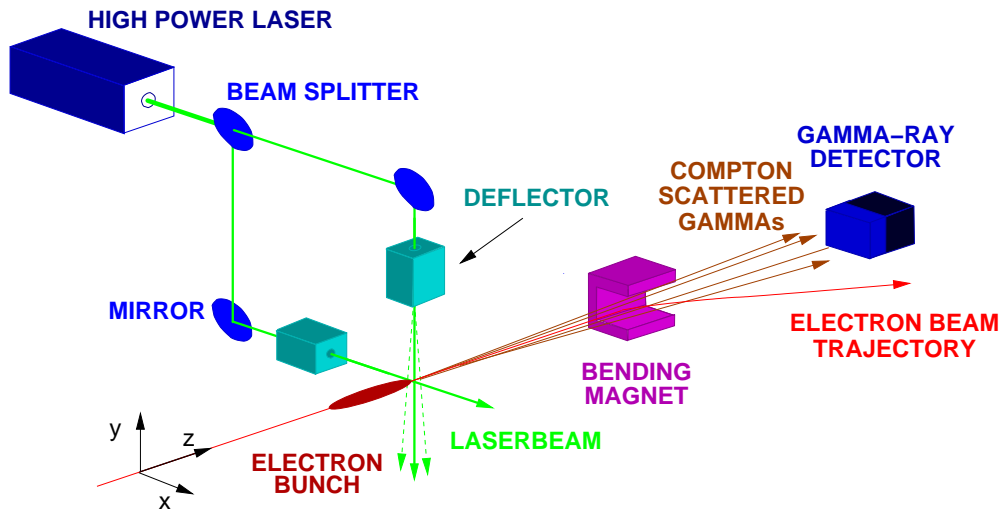 HIGH POWER LASER
BEAM SPLITTER
GAMMA−RAY
DETECTOR
COMPTON
SCATTERED
GAMMAs
DEFLECTOR
MIRROR
ELECTRON BEAM
TRAJECTORY
BENDING
MAGNET
LASERBEAM
ELECTRON
BUNCH
y
z
x